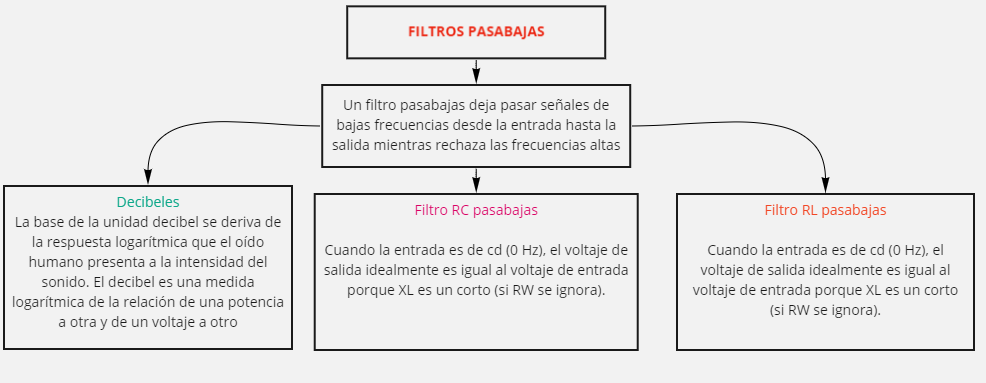 FILTROS PASABAJAS
Un filtro pasabajas deja pasar señales de
bajas frecuencias desde la entrada hasta la
salida mientras rechaza las frecuencias altas
Decibeles
La base de la unidad decibel se deriva de
la respuesta logarítmica que el oído
humano presenta a la intensidad del
sonido. El decibel es una medida
logarítmica de la relación de una potencia
a otra y de un voltaje a otro
Filtro RC pasabajas
Cuando la entrada es de cd (0 Hz), el voltaje de
salida idealmente es igual al voltaje de entrada
porque XL es un corto (si RW se ignora).
Filtro RL pasabajas
Cuando la entrada es de cd (0 Hz), el
voltaje de salida idealmente es igual al
voltaje de entrada porque XL es un corto
(si RW se ignora).